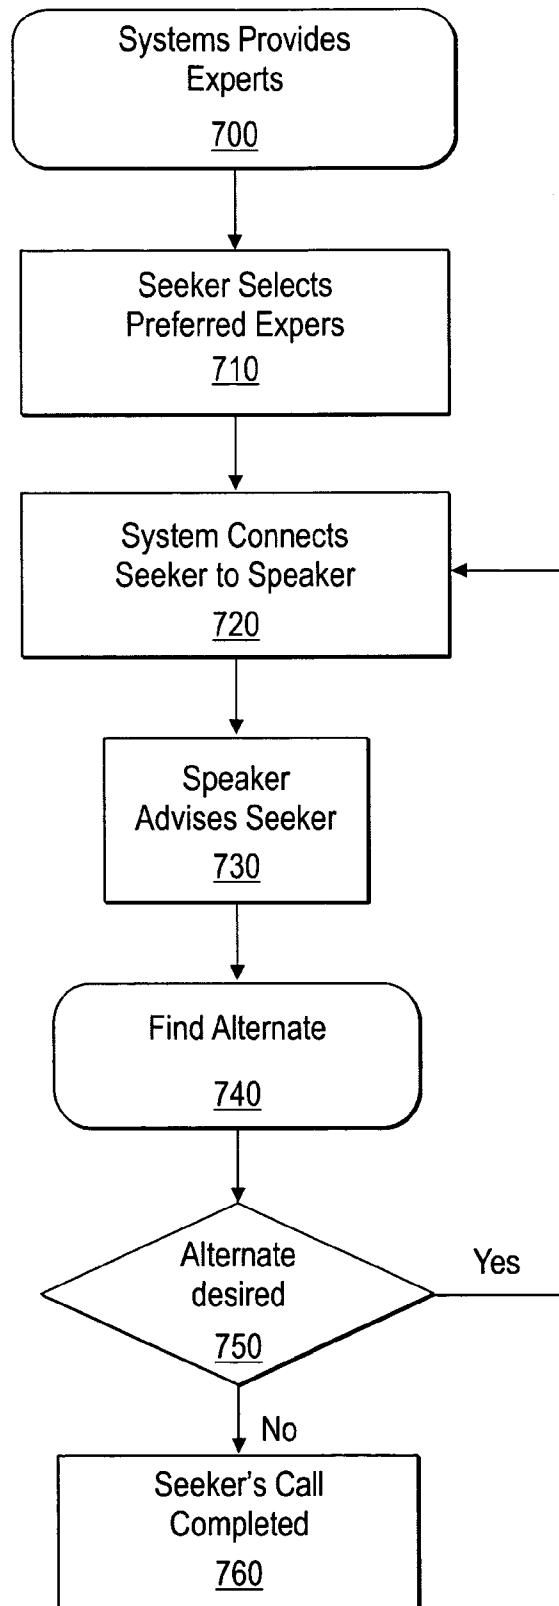 Systems Provides
Experts
700
Seeker Selects
Preferred Expers
710
System Connects
Seeker to Speaker
720
Speaker
Advises Seeker
730
Find Alternate
740
Alternate
desired
750
Yes
No
Seeker's Call
Completed
760